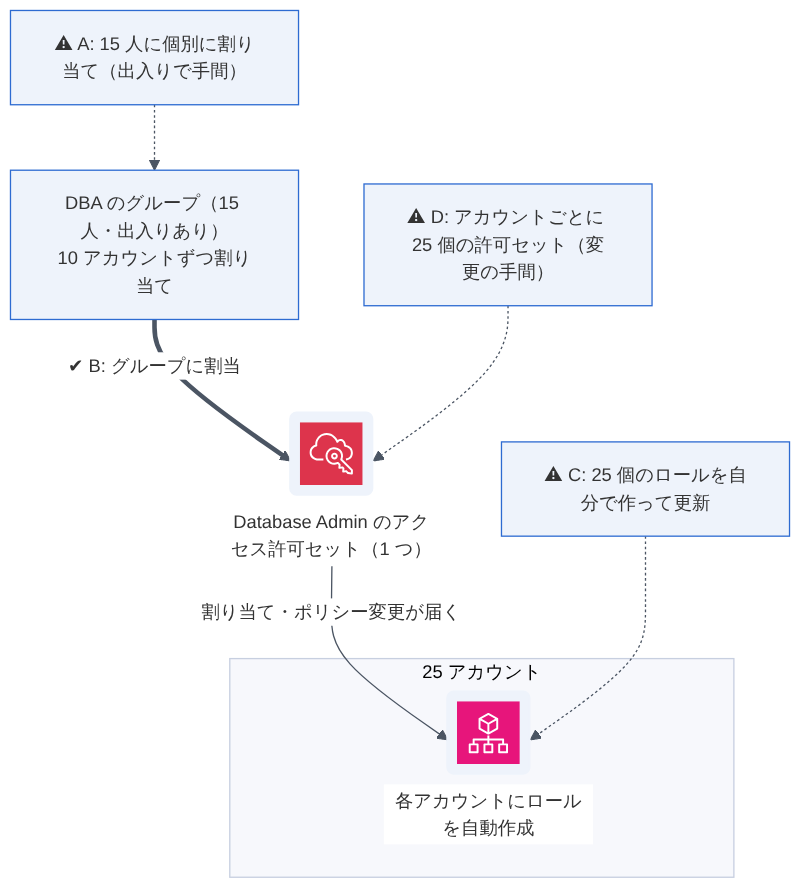 ⚠ A: 15 人に個別に割り
当て（出入りで手間）
DBA のグループ（15
人・出入りあり）
10 アカウントずつ割り
当て
⚠ D: アカウントごとに
25 個の許可セット（変
更の手間）
✔ B: グループに割当
⚠ C: 25 個のロールを自
分で作って更新
Database Admin のアク
セス許可セット（1 つ）
割り当て・ポリシー変更が届く
25 アカウント
各アカウントにロール
を自動作成